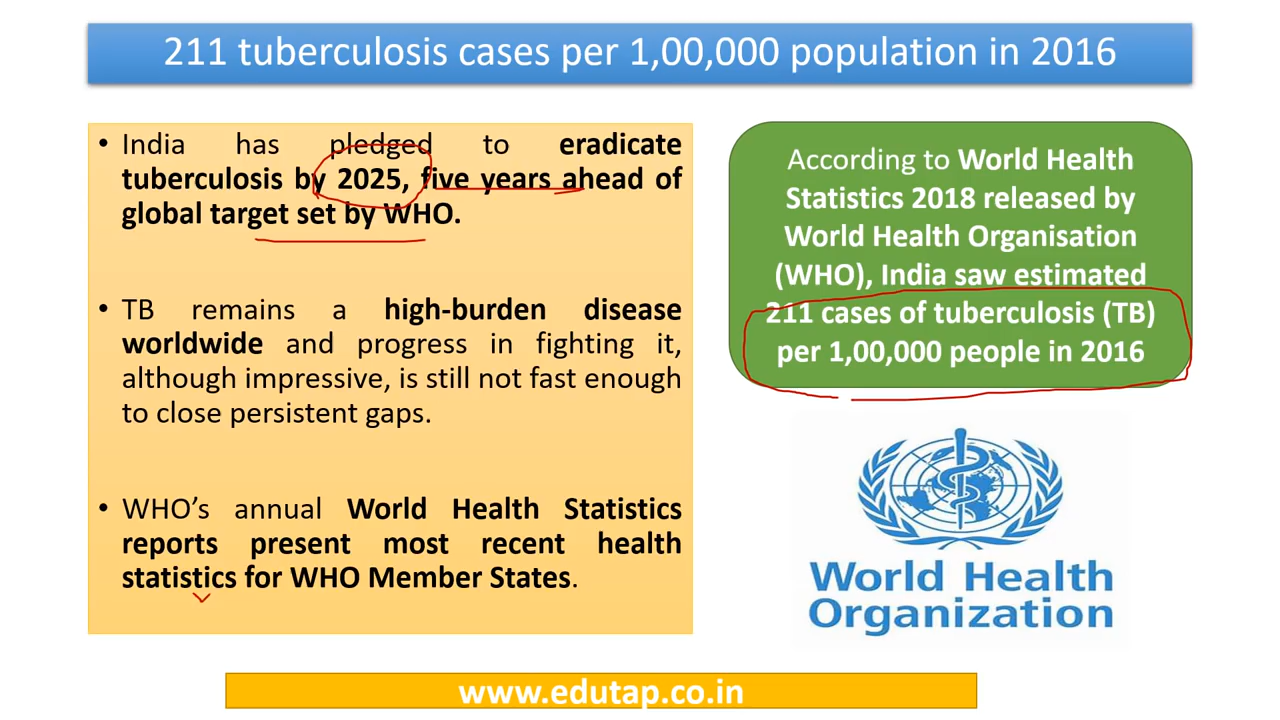 211 tuberculosis cases per 1,00,000 population in 2016
• India has pledged to eradicate
tuberculosis by 2025, five years ahead of
global target set by WHO.
• TB remains a high-burden disease
worldwide and progress in fighting it,
although impressive, is still not fast enough
to close persistent gaps.
• WHO’s annual World Health Statistics
reports present most recent health
statistics for WHO Member States.
According to World Health
Statistics 2018 released by
World Health Organisation
(WHO), India saw estimated
211 cases of tuberculosis (TB)
per 1,00,000 people in 2016
World Health
Organization
www.edutap.co.in